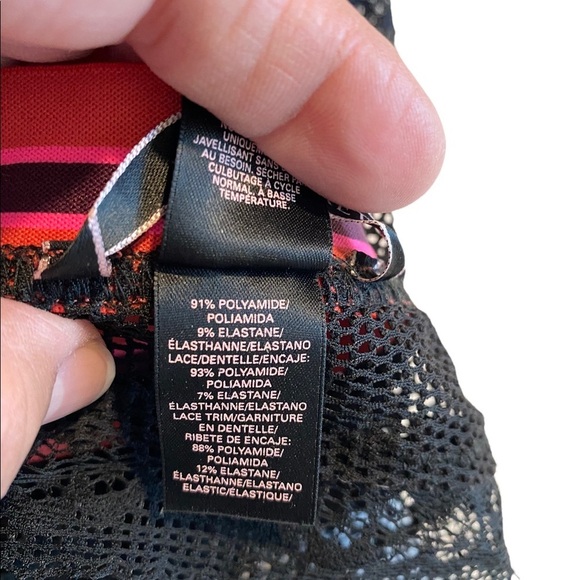 UNIQUEMENT
JAVELLISANT SANS
AU BESOIN. SÉCHER PAR
CULBUTAGE À CYCLE
NORMAL, À BASSE
TEMPÉRATURE.
91% POLYAMIDE/
POLIAMIDA
9% ELASTANE/
ÉLASTHANNE/ELASTANO
LACE/DENTELLE/ENCAJE:
93% POLYAMIDE/
POLIAMIDA
7% ELASTANE/
ÉLASTHANNE/ELASTANO
LACE TRIM/GARNITURE
EN DENTELLE/
RIBETE DE ENCAJE:
88% POLYAMIDE/
POLIAMIDA
12% ELASTANE/
ÉLASTHANNE/ELASTANO
ELASTIC/ÉLASTIQUE/